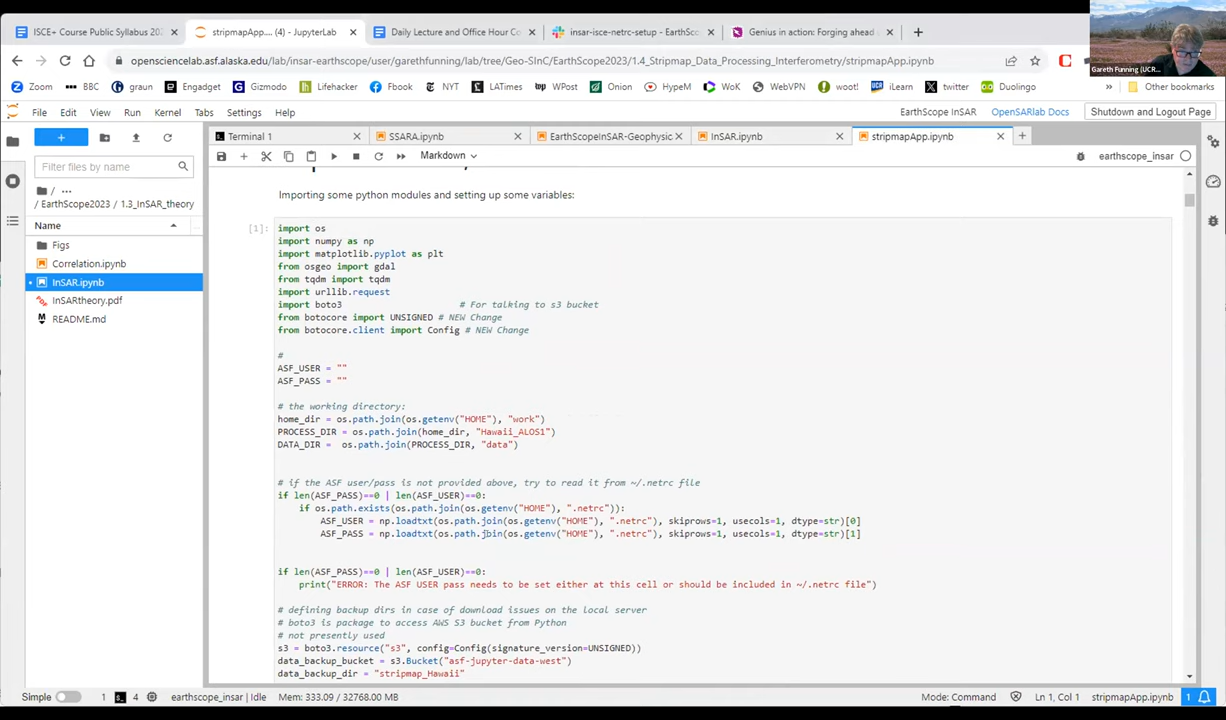 ISCE+ Course Public Syllabus 202
stripmapApp.... (4) - JupyterLab
Daily Lecture and Office Hour Co
insar-isce-netrc-setup - EarthSc
Genius in action: Forging ahead
opensciencelab.asf.alaska.edu/lab/insar-earthscope/user/garethfunning/lab/tree/Geo-SInC/EarthScope2023/1.4_Stripmap_Data_Processing_Interferometry/stripmapApp.ipynb
Gareth Funning (UCR...
Zoom
BBC
graun
Engadget
Gizmodo
Lifehacker
Fbook
NYT
LATimes
WPost
Onion
HypeM
WoK
WebVPN
iLearn
twitter
Duolingo
»
Other bookmarks
File Edit View Run Kernel Tabs Settings Help
EarthScope InSAR
OpenSARlab Docs
Shutdown and Logout Page
Terminal 1
SSARA.ipynb
EarthScopeInSAR-Geophysic
InSAR.ipynb
stripmapApp.ipynb
Markdown
earthscope_insar
Filter files by name
/ ...
/ EarthScope2023 / 1.3_InSAR_theory
Name
Figs
Correlation.ipynb
InSAR.ipynb
InSARtheory.pdf
README.md
Importing some python modules and setting up some variables:
[1]:
import os
import numpy as np
import matplotlib.pyplot as plt
from osgeo import gdal
from tqdm import tqdm
import urllib.request
import boto3 # For talking to s3 bucket
from botocore import UNSIGNED # NEW Change
from botocore.client import Config # NEW Change
#
ASF_USER = ""
ASF_PASS = ""
# the working directory:
home_dir = os.path.join(os.getenv("HOME"), "work")
PROCESS_DIR = os.path.join(home_dir, "Hawaii_ALOS1")
DATA_DIR = os.path.join(PROCESS_DIR, "data")
# if the ASF user/pass is not provided above, try to read it from ~/.netrc file
if len(ASF_PASS)==0 | len(ASF_USER)==0:
if os.path.exists(os.path.join(os.getenv("HOME"), ".netrc")):
ASF_USER = np.loadtxt(os.path.join(os.getenv("HOME"), ".netrc"), skiprows=1, usecols=1, dtype=str)[0]
ASF_PASS = np.loadtxt(os.path.join(os.getenv("HOME"), ".netrc"), skiprows=1, usecols=1, dtype=str)[1]
if len(ASF_PASS)==0 | len(ASF_USER)==0:
print("ERROR: The ASF USER pass needs to be set either at this cell or should be included in ~/.netrc file")
# defining backup dirs in case of download issues on the local server
# boto3 is package to access AWS S3 bucket from Python
# not presently used
s3 = boto3.resource("s3", config=Config(signature_version=UNSIGNED))
data_backup_bucket = s3.Bucket("asf-jupyter-data-west")
data_backup_dir = "stripmap_Hawaii"
Simple
1
4
earthscope_insar | Idle
Mem: 333.09 / 32768.00 MB
Mode: Command
Ln 1, Col 1
stripmapApp.ipynb
1